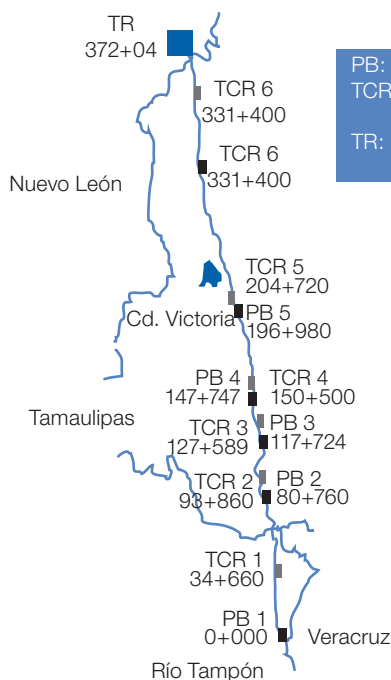 TR
372+04
PB:
TCR
TR:
TCR 6
331+400
TCR 6
331+400
Nuevo León
TCR 5
204+720
Cd. Victoria
PB 5
196+980
PB 4
147+747
TCR 4
150+500
Tamaulipas
TCR 3
127+589
PB 3
117+724
TCR 2
93+860
PB 2
80+760
TCR 1
34+660
PB 1
0+000
Veracruz
Río Tampón